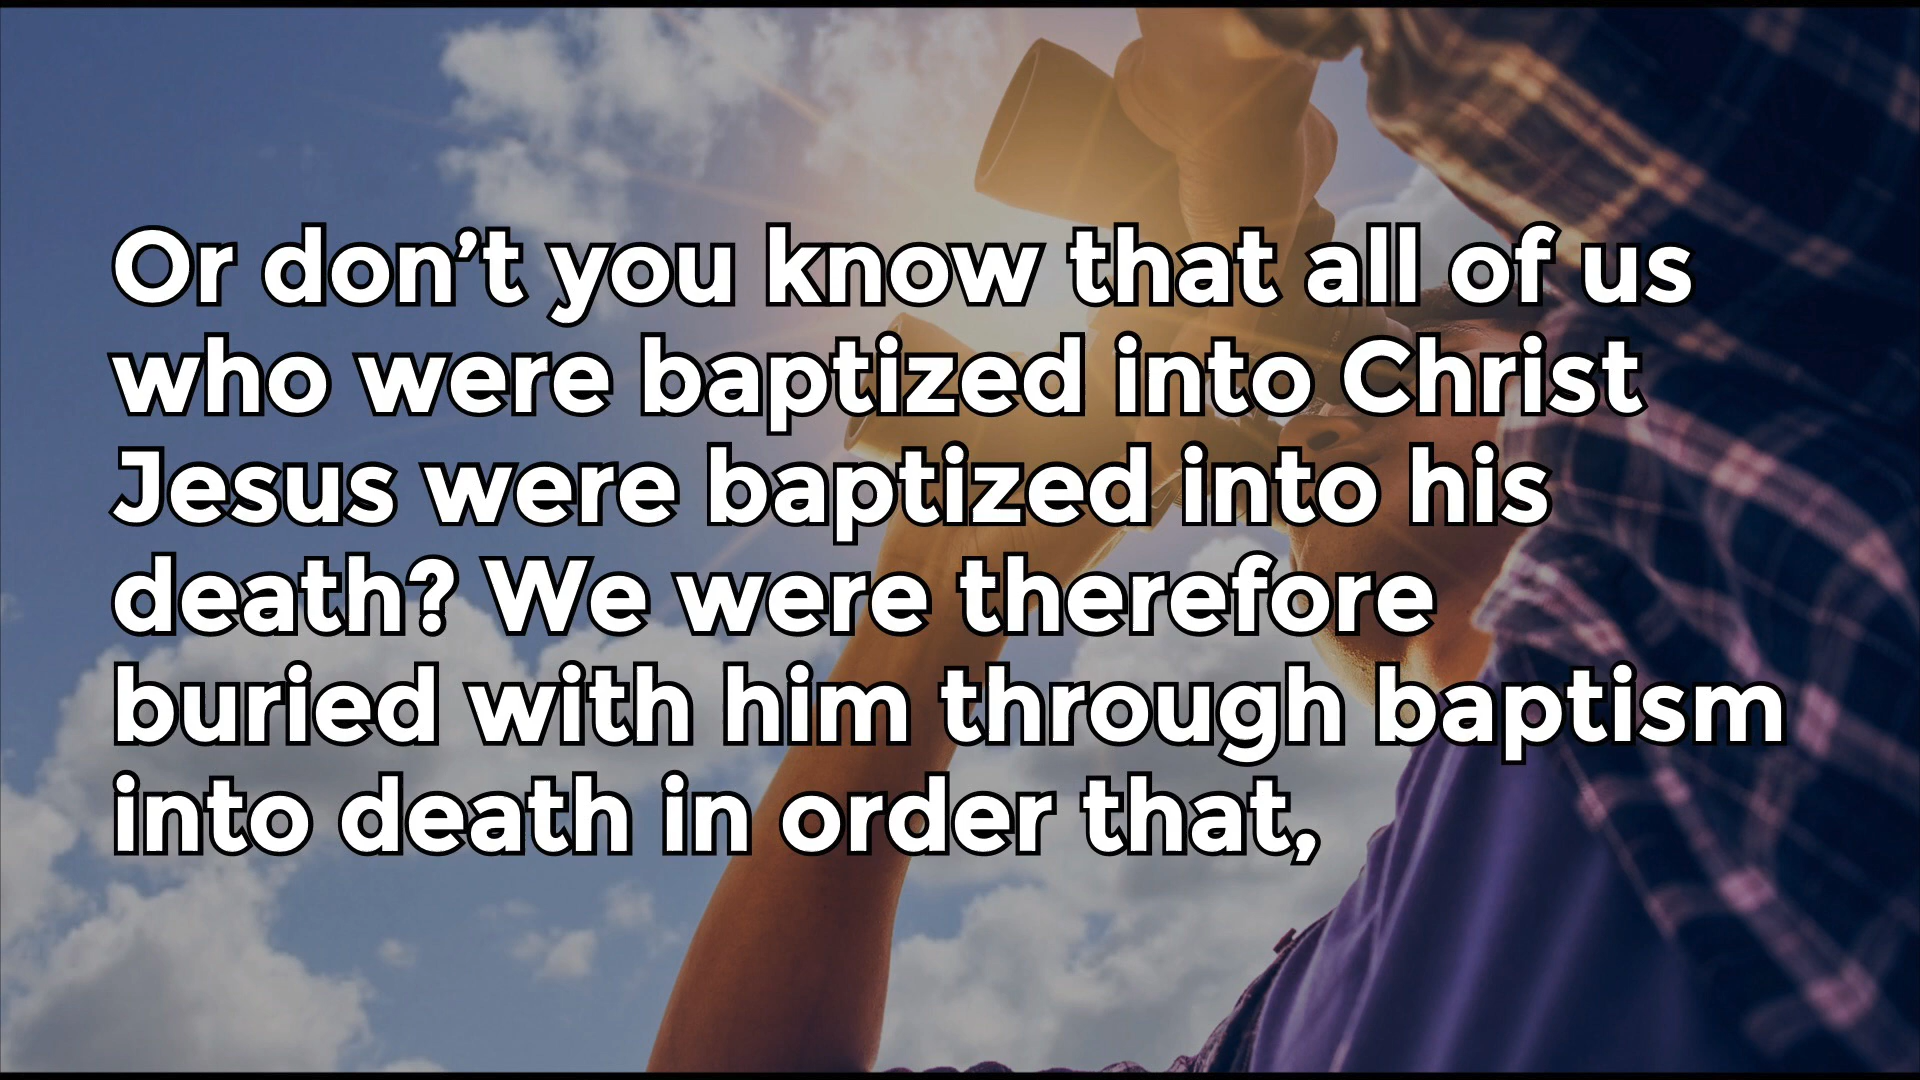 Or don’t you know that all of us
who were baptized into Christ
Jesus were baptized into his
death? We were therefore
buried with him through baptism
into death in order that,